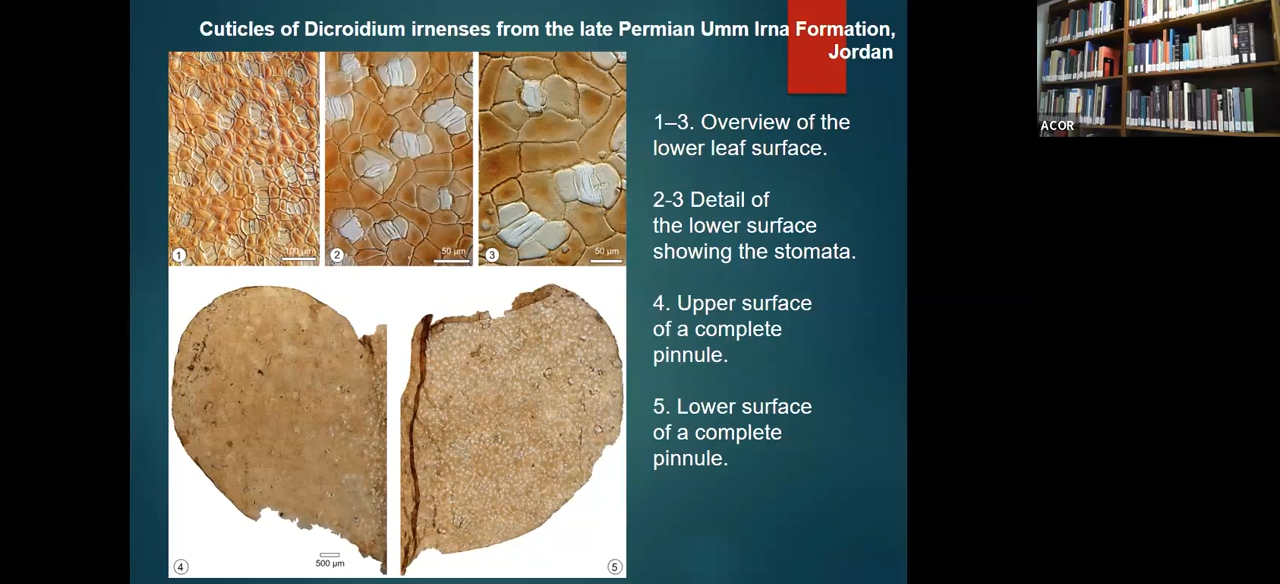 Cuticles of Dicroidium irnenses from the late Permian Umm Irna Formation,
Jordan
ACOR
1–3. Overview of the
lower leaf surface.
2-3 Detail of
the lower surface
showing the stomata.
4. Upper surface
of a complete
pinnule.
5. Lower surface
of a complete
pinnule.
1
100 µm
2
50 µm
3
50 µm
4
500 µm
5